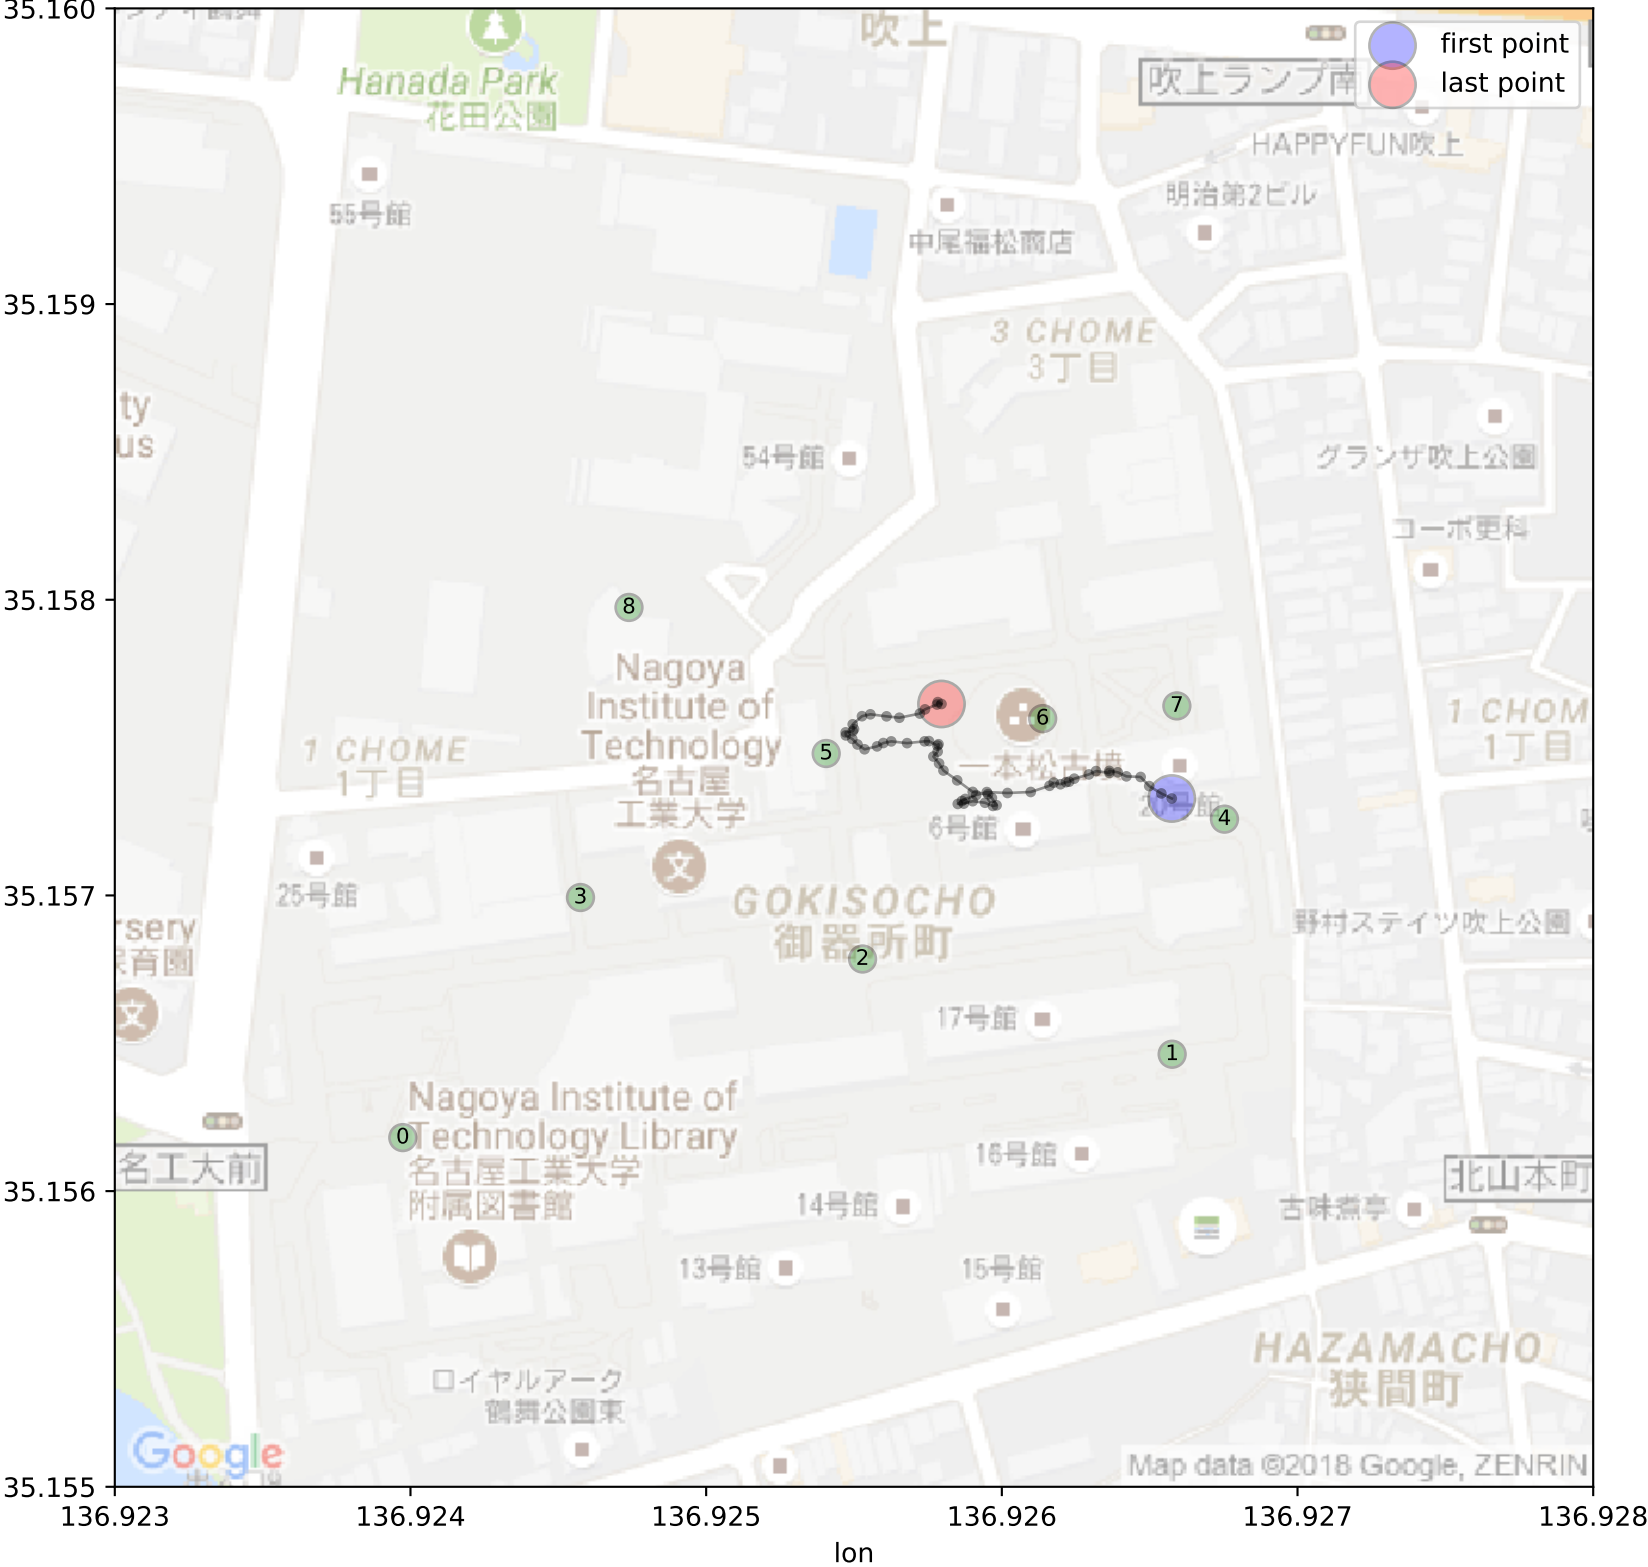 35.160
35.159
35.158
35.157
35.156
35.155
136.923
136.924
136.925
136.926
136.927
136.928
lon
first point
last point
吹上
Hanada Park
花田公園
吹上ランプ南
HAPPYFUN吹上
明治第2ビル
55号館
中尾福松商店
3 CHOME
3丁目
ty
us
54号館
グランザ吹上公園
コーポ更科
8
Nagoya
Institute of
Technology
名古屋
工業大学
7
6
5
4
1 CHOME
1丁目
1 CHOM
1丁目
一本松古墳
6号館
25号館
3
GOKISOCHO
御器所町
2
rsery
育園
野村ステイツ吹上公園
17号館
1
Nagoya Institute of
Technology Library
名古屋工業大学
附属図書館
0
名工大前
16号館
14号館
13号館
15号館
古味煮亭
北山本町
HAZAMACHO
狭間町
ロイヤルアーク
鶴舞公園東
Google
Map data ©2018 Google, ZENRIN